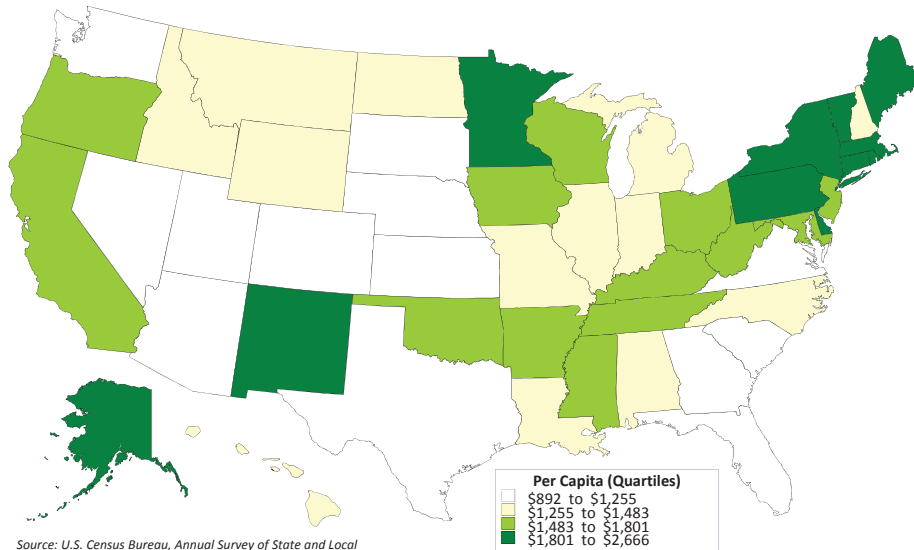 Per Capita (Quartiles)
$892 to $1,255
$1,255 to $1,483
$1,483 to $1,801
$1,801 to $2,666
Source: U.S. Census Bureau, Annual Survey of State and Local